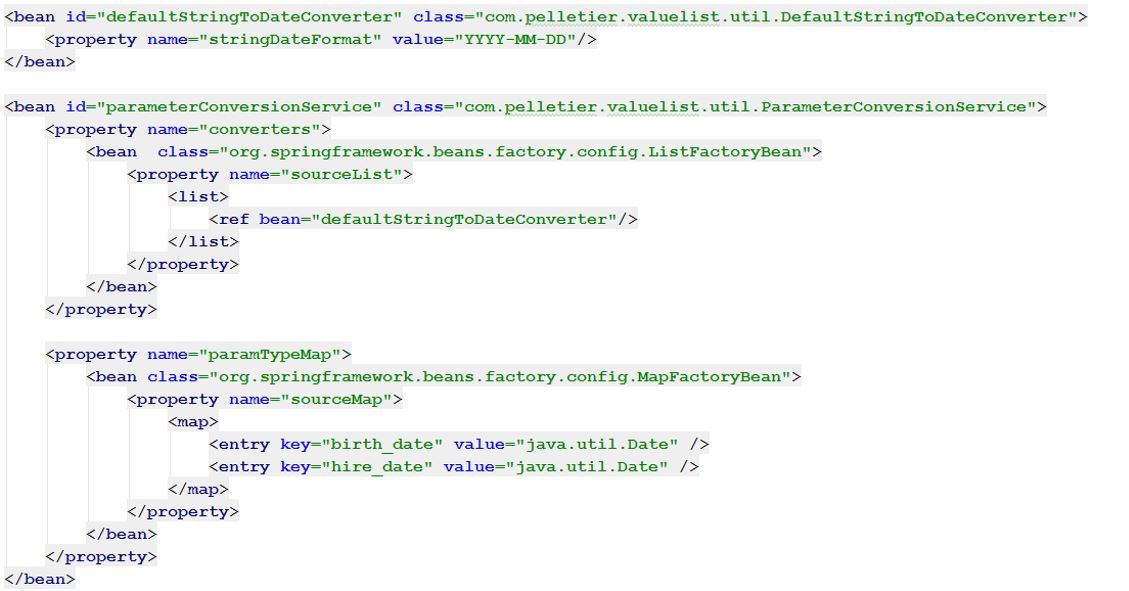 <bean id="defaultStringToDateConverter" class="com.pelletier.valuelist.util.DefaultStringToDateConverter">
    <property name="stringDateFormat" value="YYYY-MM-DD"/>
</bean>

<bean id="parameterConversionService" class="com.pelletier.valuelist.util.ParameterConversionService">
    <property name="converters">
        <bean  class="org.springframework.beans.factory.config.ListFactoryBean">
            <property name="sourceList">
                <list>
                    <ref bean="defaultStringToDateConverter"/>
                </list>
            </property>
        </bean>
    </property>

    <property name="paramTypeMap">
        <bean class="org.springframework.beans.factory.config.MapFactoryBean">
            <property name="sourceMap">
                <map>
                    <entry key="birth_date" value="java.util.Date" />
                    <entry key="hire_date" value="java.util.Date" />
                </map>
            </property>
        </bean>
    </property>
</bean>